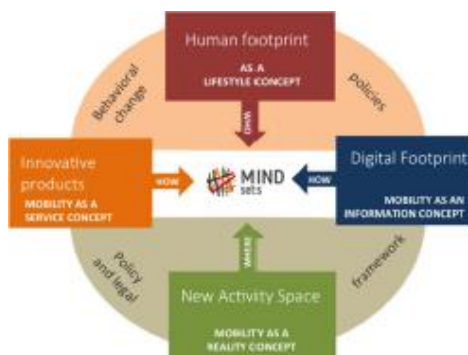 Human footprint
AS A
LIFESTYLE CONCEPT
Behavioral
change
policies
WHO
Innovative
products
MOBILITY AS A
SERVICE CONCEPT
HOW
MIND
sets
HOW
Digital Footprint
MOBILITY AS AN
INFORMATION CONCEPT
WHERE
Policy
and legal
framework
New Activity Space
MOBILITY AS A
REALITY CONCEPT